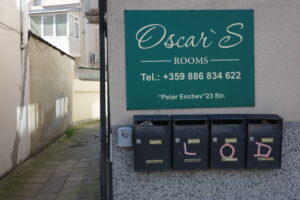 Oscar`S
ROOMS
Tel.: +359 886 834 622
"Petar Enchev"23 Str.
L O D